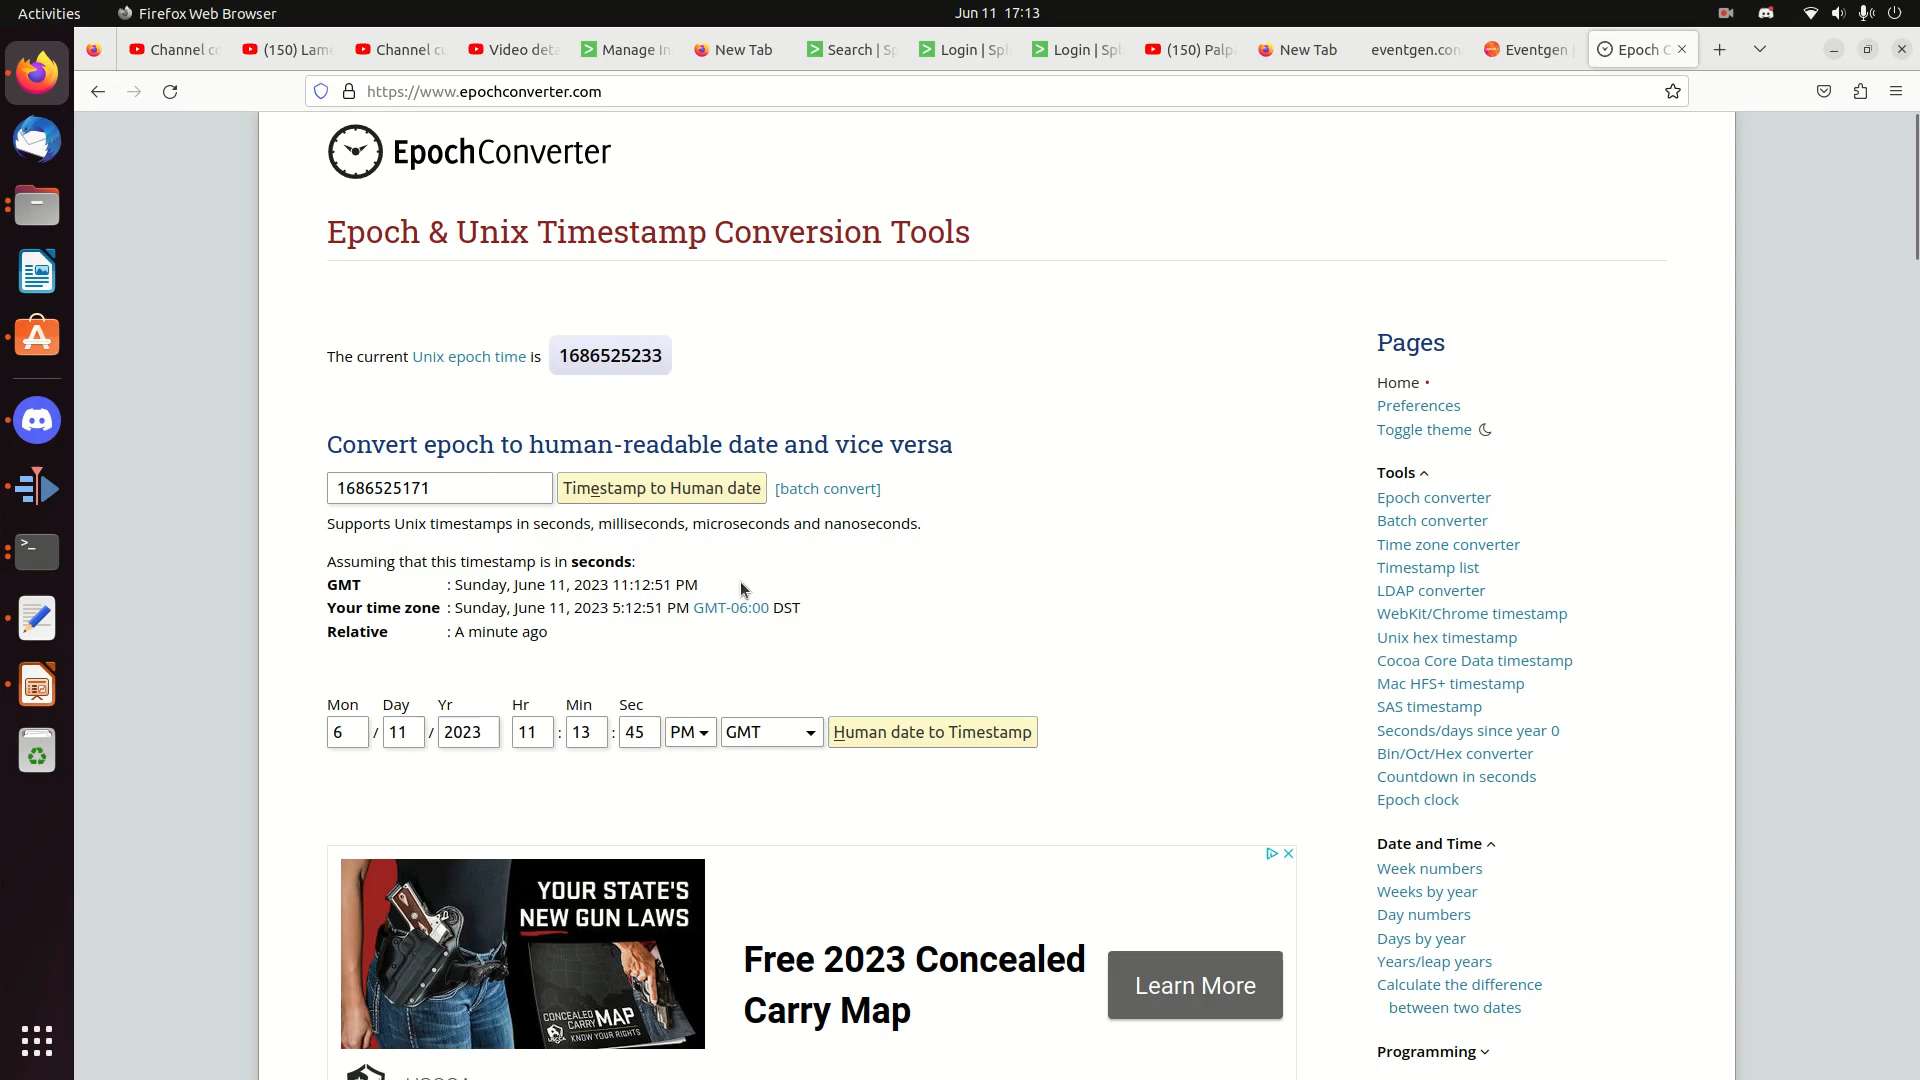 Activities
Firefox Web Browser
Jun 11 17:13
Channel co
(150) Lam
Channel cu
Video deta
Manage In
New Tab
Search | Sp
Login | Spl
Login | Spl
(150) Palp
New Tab
eventgen.con
Eventgen
Epoch C
https://www.epochconverter.com
EpochConverter
Epoch & Unix Timestamp Conversion Tools
The current Unix epoch time is 1686525233
Convert epoch to human-readable date and vice versa
1686525171 Timestamp to Human date [batch convert]
Supports Unix timestamps in seconds, milliseconds, microseconds and nanoseconds.
Assuming that this timestamp is in seconds:
GMT : Sunday, June 11, 2023 11:12:51 PM
Your time zone : Sunday, June 11, 2023 5:12:51 PM GMT-06:00 DST
Relative : A minute ago
Mon Day Yr Hr Min Sec
6 / 11 / 2023 11 : 13 : 45 PM GMT Human date to Timestamp
YOUR STATE'S
NEW GUN LAWS
CONCEALED
CARRY MAP
KNOW YOUR RIGHTS
Free 2023 Concealed
Carry Map
Learn More
Pages
Home •
Preferences
Toggle theme
Tools
Epoch converter
Batch converter
Time zone converter
Timestamp list
LDAP converter
WebKit/Chrome timestamp
Unix hex timestamp
Cocoa Core Data timestamp
Mac HFS+ timestamp
SAS timestamp
Seconds/days since year 0
Bin/Oct/Hex converter
Countdown in seconds
Epoch clock
Date and Time
Week numbers
Weeks by year
Day numbers
Days by year
Years/leap years
Calculate the difference
between two dates
Programming